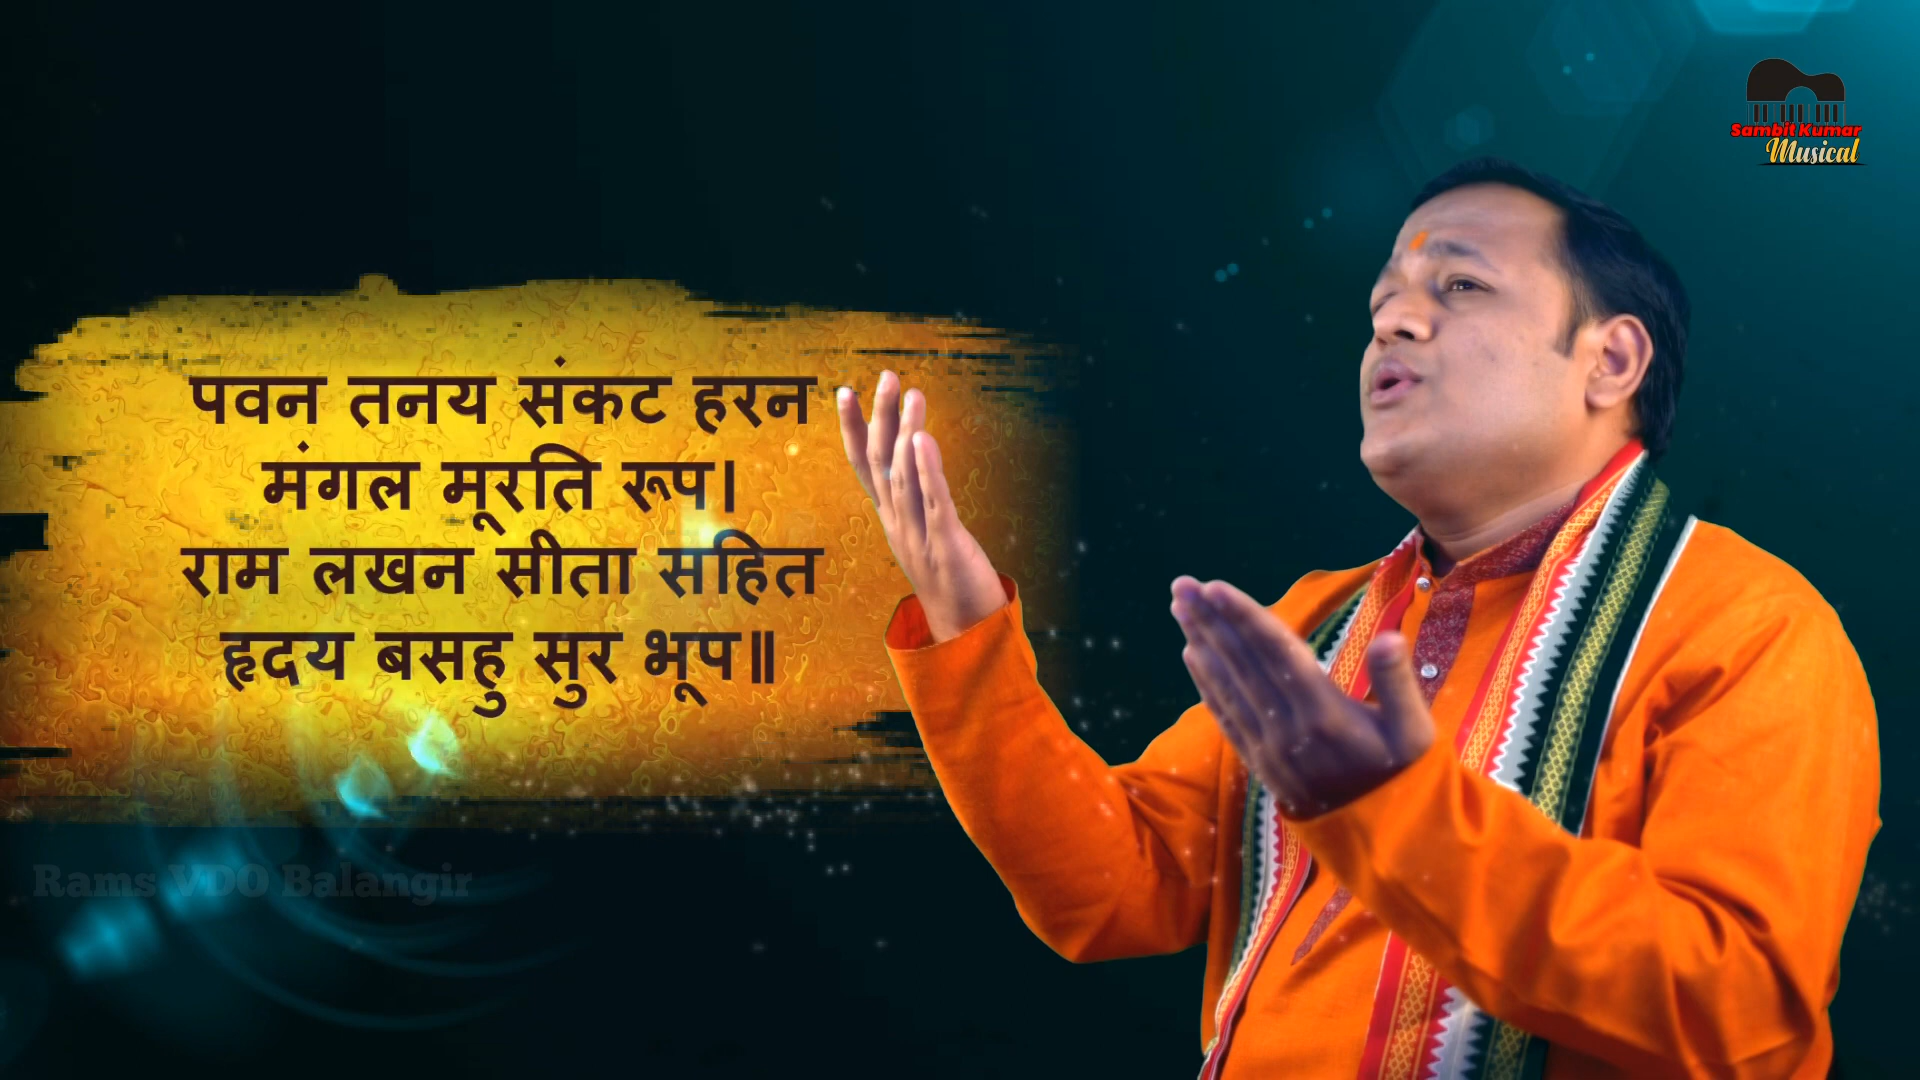 Sambit Kumar
Musical
पवन तनय संकट हरन
मंगल मूरति रूप।
राम लखन सीता सहित
हृदय बसहु सुर भूप॥
Rams VDO Balangir